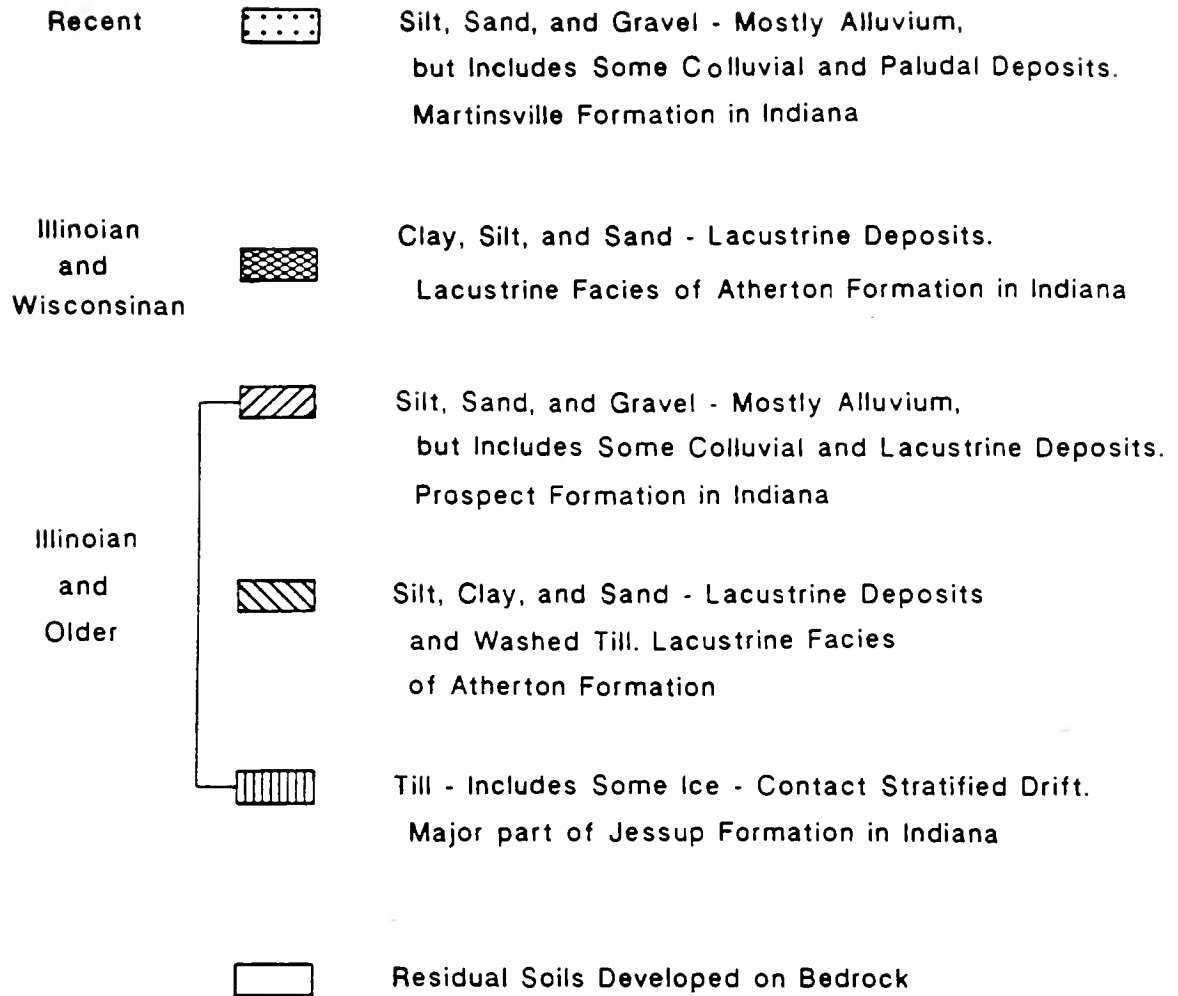 Recent
Silt, Sand, and Gravel - Mostly Alluvium,
but Includes Some Colluvial and Paludal Deposits.
Martinsville Formation in Indiana
Illinoian
and
Wisconsinan
Clay, Silt, and Sand - Lacustrine Deposits.
Lacustrine Facies of Atherton Formation in Indiana
Silt, Sand, and Gravel - Mostly Alluvium,
but Includes Some Colluvial and Lacustrine Deposits.
Prospect Formation in Indiana
Illinoian
and
Older
Silt, Clay, and Sand - Lacustrine Deposits
and Washed Till. Lacustrine Facies
of Atherton Formation
Till - Includes Some Ice - Contact Stratified Drift.
Major part of Jessup Formation in Indiana
Residual Soils Developed on Bedrock